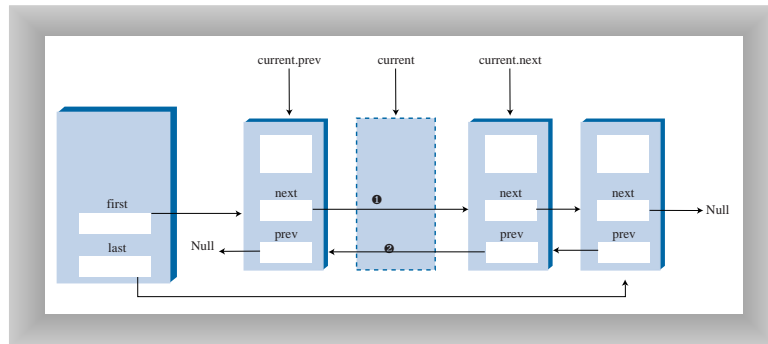 current.prev current current.next
first next ❶ next next Null
last Null prev ❷ prev prev